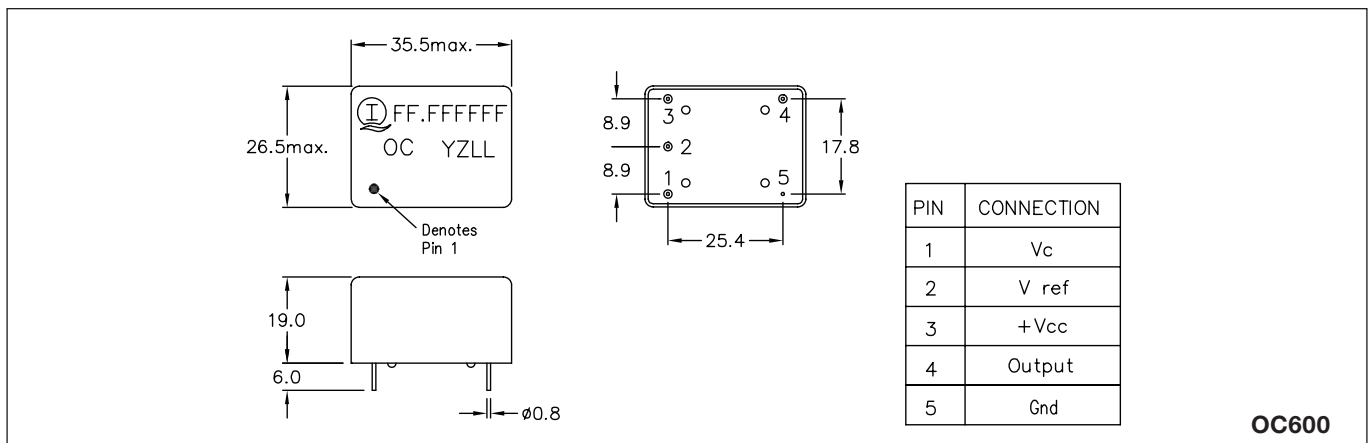 35.5max.
26.5max.
I FF.FFFFFF
OC YZLL
Denotes
Pin 1
3
4
8.9
2
17.8
8.9
1
5
25.4
19.0
6.0
ø0.8
PIN CONNECTION
1 Vc
2 V ref
3 +Vcc
4 Output
5 Gnd
OC600